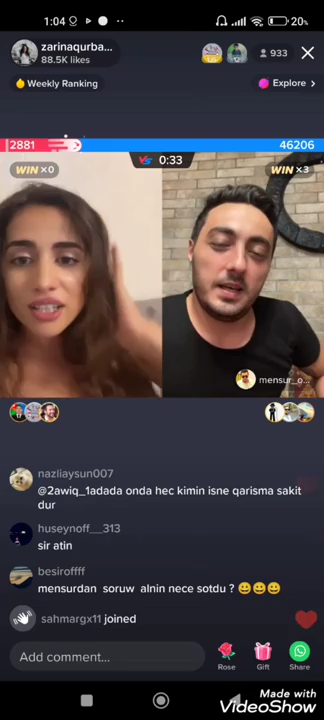 1:04
20%
zarinaqurba...
88.5K likes
933
Weekly Ranking
Explore >
2881
46206
VS 0:33
WIN ×0
WIN ×3
mensur_o...
naziiaysun007
@2awiq_1adada onda hec kimin isne qarisma sakit
dur
huseynoff__313
sir atin
besiroffff
mensurdan soruw alnin nece sotdu ? 😀😀😀
sahmargx11 joined
Add comment...
Rose
Gift
Share
Made with
VideoShow